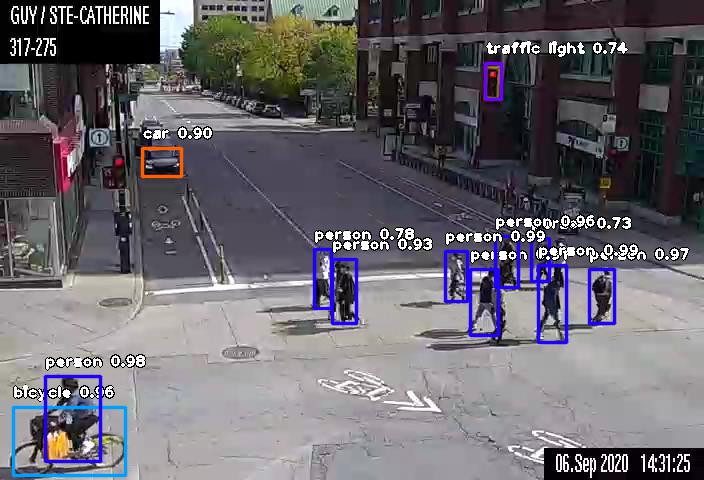 GUY / STE-CATHERINE
317-275
traffic light 0.74
car 0.90
person 0.96
0.73
person 0.78
person 0.93
person 0.99
person 0.99
0.97
person 0.98
bicycle 0.96
06.Sep 2020 14:31:25